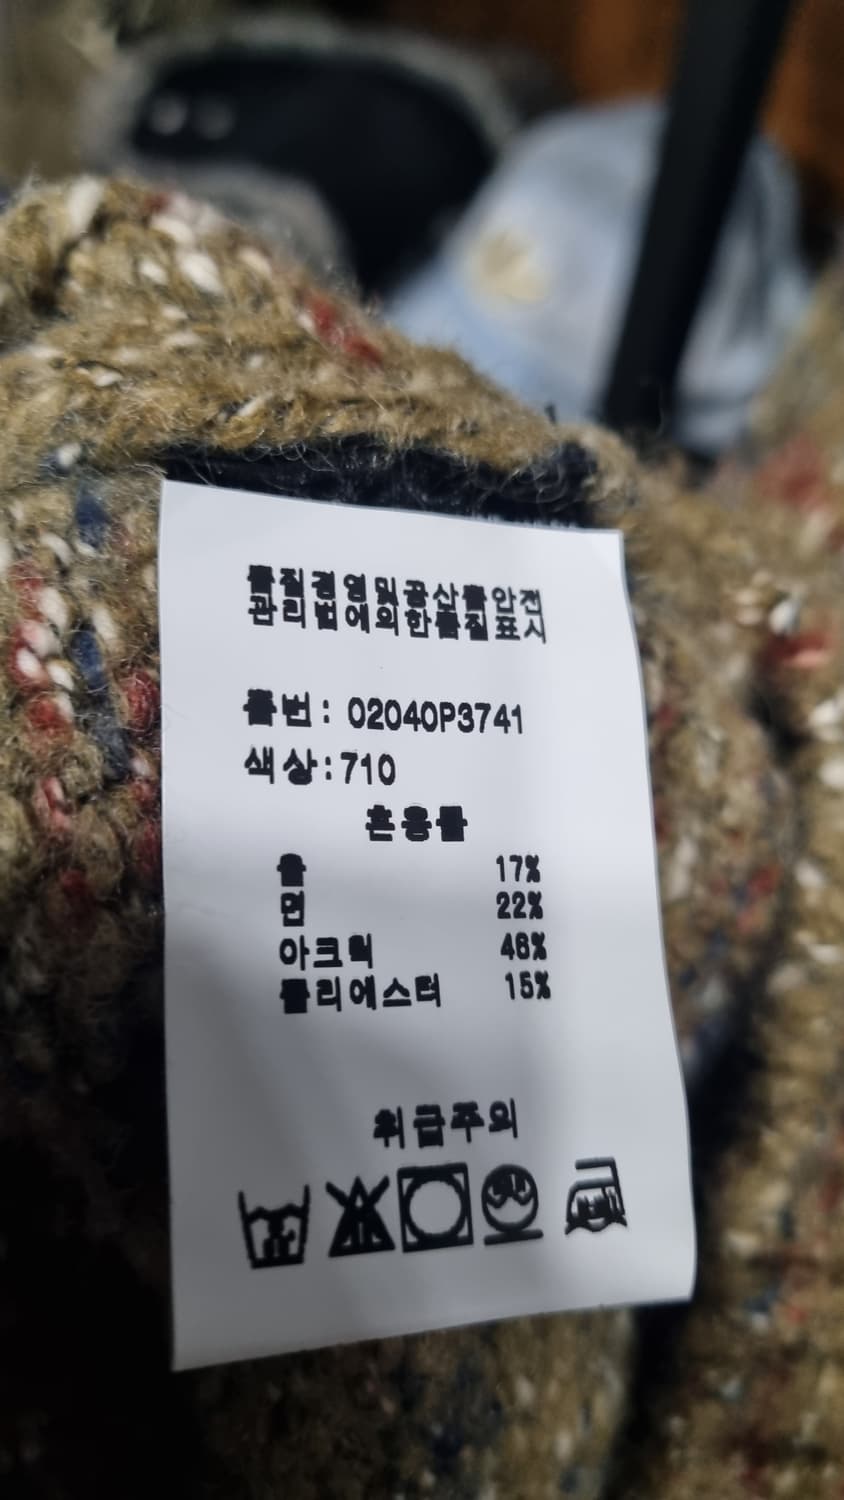 품질경영및공산품안전
관리법에의한품질표시
품번: 02040P3741
색상:710
혼용률
울 17%
면 22%
아크릭 46%
폴리에스터 15%
취급주의